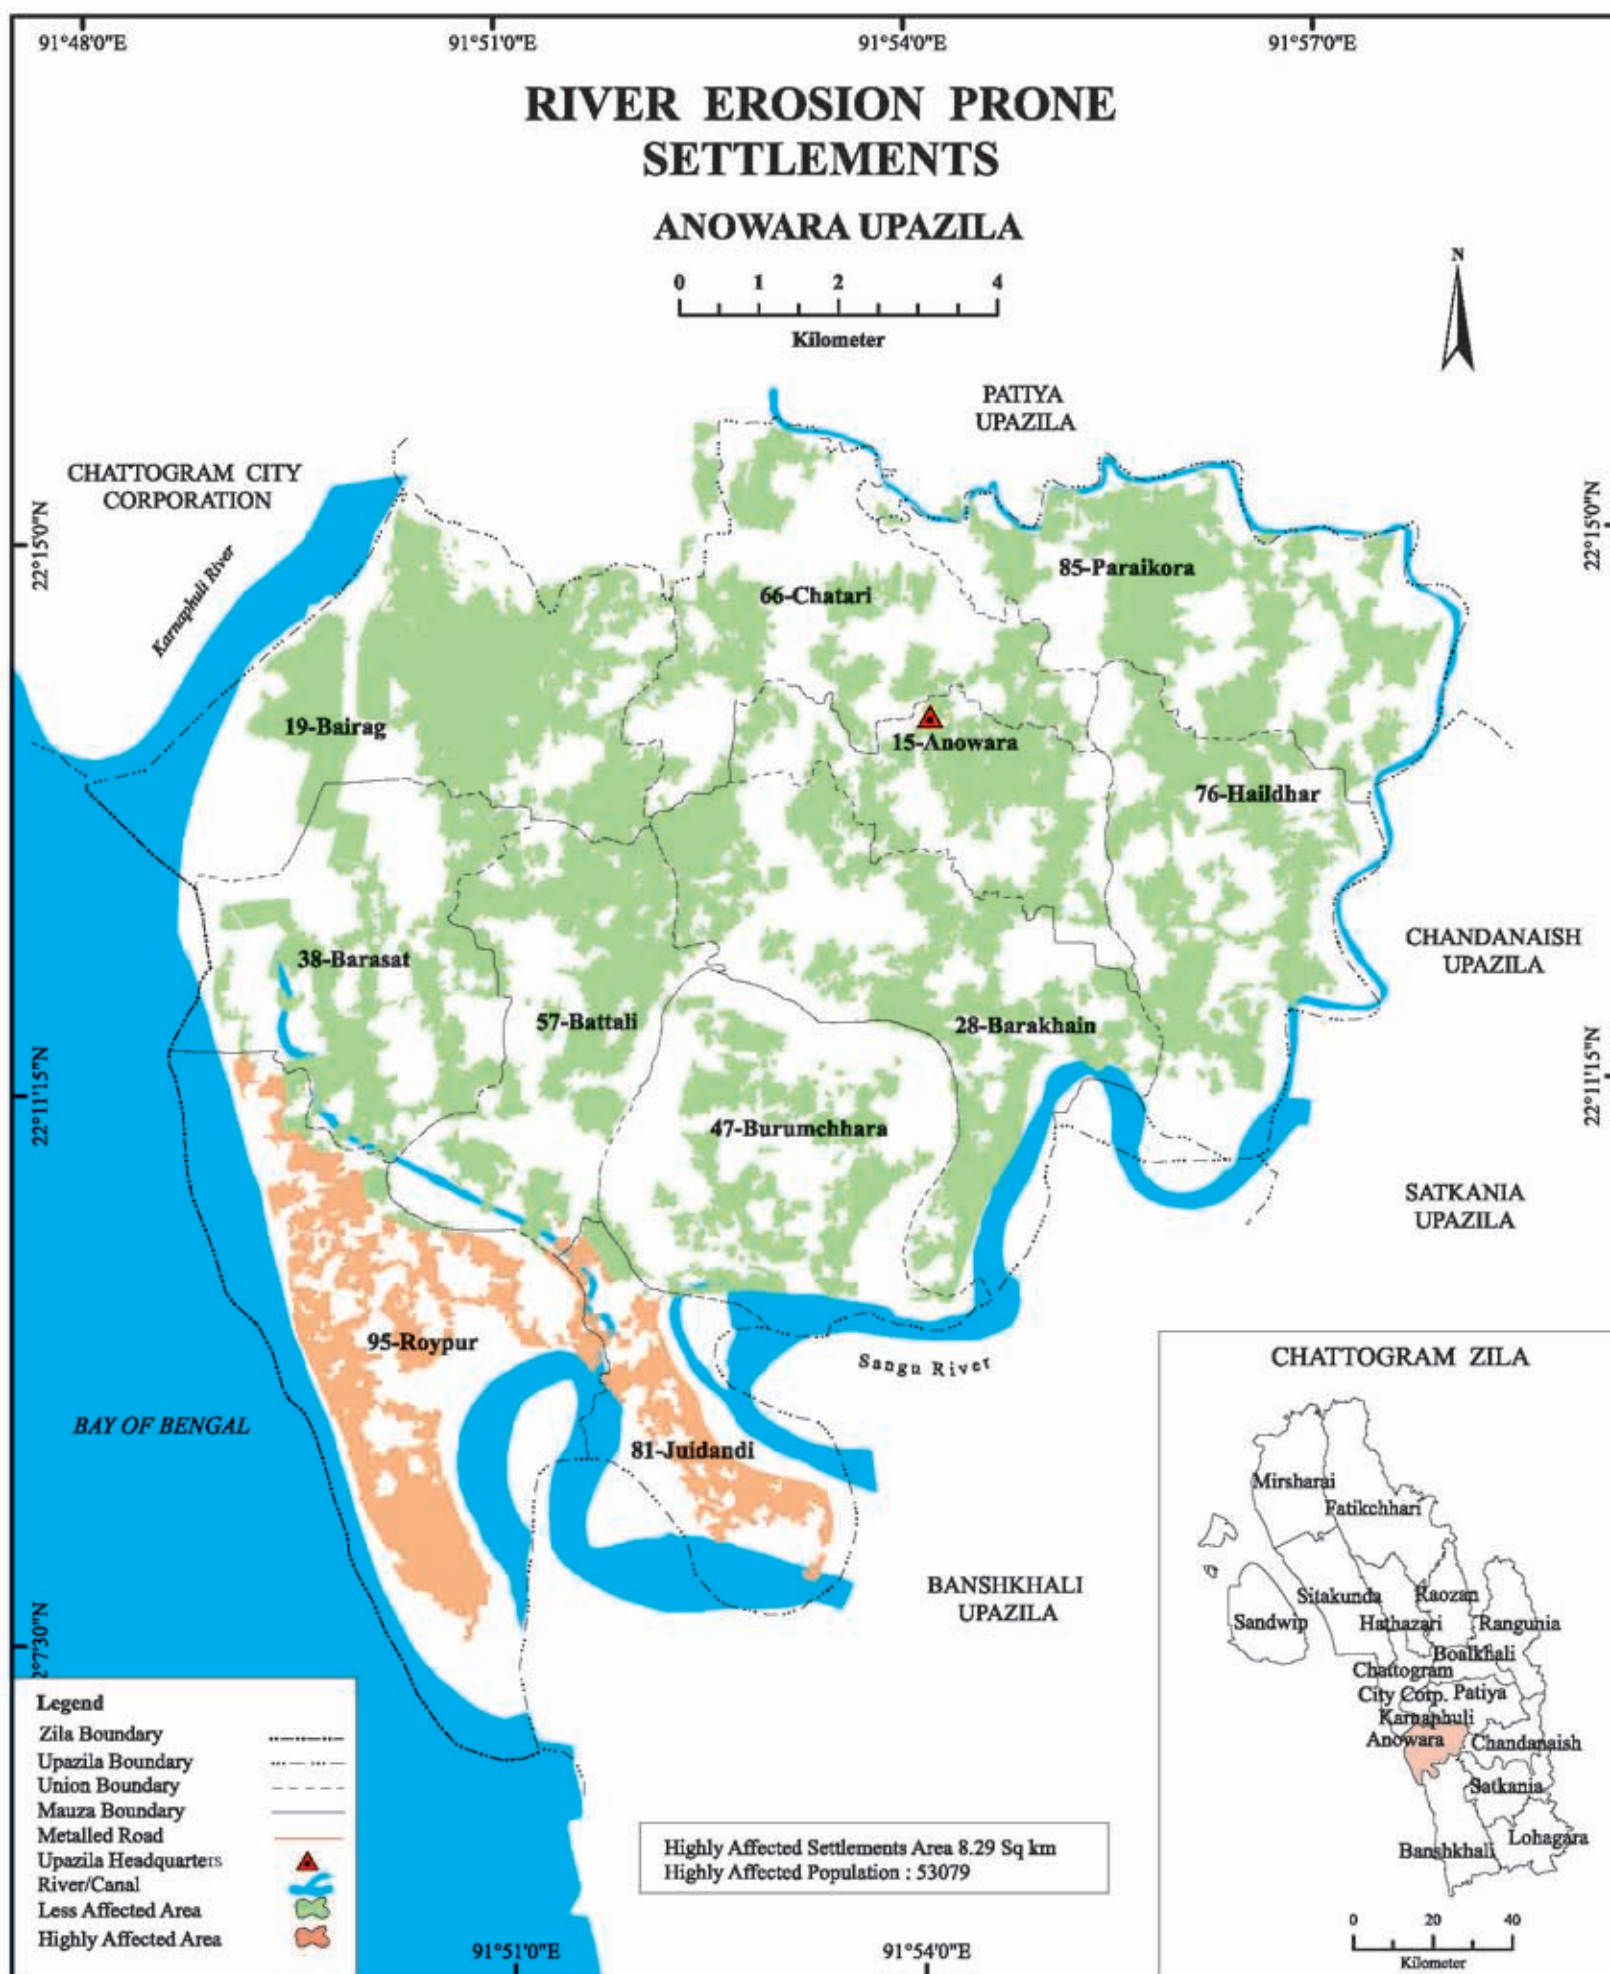 91°48'0"E
91°51'0"E
91°54'0"E
91°57'0"E
RIVER EROSION PRONE
SETTLEMENTS
ANOWARA UPAZILA
0 1 2 4
Kilometer
N
PATIYA
UPAZILA
CHATTOGRAM CITY
CORPORATION
Karnaphuli River
22°15'0"N
22°15'0"N
85-Paraikora
66-Chatari
19-Bairag
15-Anowara
76-Haildhar
38-Barasat
CHANDANAISH
UPAZILA
57-Battali
28-Barakhain
22°11'15"N
22°11'15"N
47-Burumchhara
SATKANIA
UPAZILA
95-Roypur
Sangu River
BAY OF BENGAL
81-Juidandi
BANSHKHALI
UPAZILA
2°7'30"N
CHATTOGRAM ZILA
Mirsharai
Fatikchhari
Sitakunda
Raozan
Sandwip
Hathazari
Rangunia
Boalkhali
Chattogram
City Corp.
Patiya
Karnaphuli
Anowara
Chandanaish
Satkania
Lohagara
Banshkhali
0 20 40
Kilometer
Legend
Zila Boundary
Upazila Boundary
Union Boundary
Mauza Boundary
Metalled Road
Upazila Headquarters
River/Canal
Less Affected Area
Highly Affected Area
Highly Affected Settlements Area 8.29 Sq km
Highly Affected Population : 53079
91°51'0"E
91°54'0"E